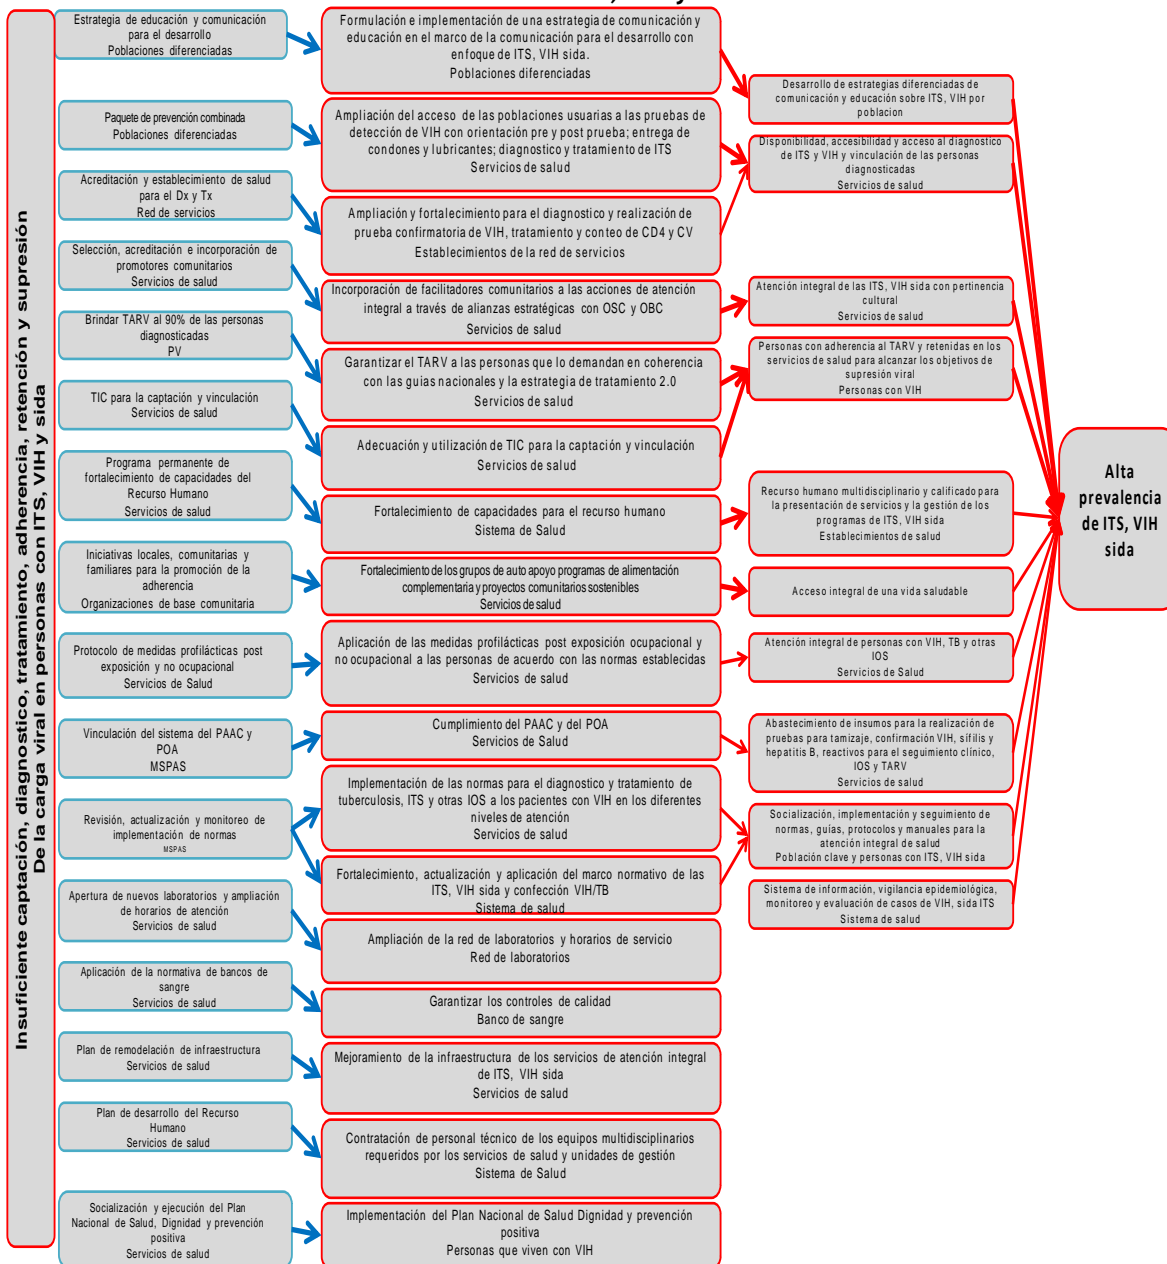 Insuficiente captación, diagnostico, tratamiento, adherencia, retención y supresión
De la carga viral en personas con ITS, VIH y sida
Estrategia de educación y comunicación
para el desarrollo
Poblaciones diferenciadas
Paquete de prevención combinada
Poblaciones diferenciadas
Acreditación y establecimiento de salud
para el Dx y Tx
Red de servicios
Selección, acreditación e incorporación de
promotores comunitarios
Servicios de salud
Brindar TARV al 90% de las personas
diagnosticadas
PV
TIC para la captación y vinculación
Servicios de salud
Programa permanente de
fortalecimiento de capacidades del
Recurso Humano
Servicios de salud
Iniciativas locales, comunitarias y
familiares para la promoción de la
adherencia
Organizaciones de base comunitaria
Protocolo de medidas profilácticas post
exposición y no ocupacional
Servicios de Salud
Vinculación del sistema del PAAC y
POA
MSPAS
Revisión, actualización y monitoreo de
implementación de normas
MSPAS
Apertura de nuevos laboratorios y ampliación
de horarios de atención
Servicios de salud
Aplicación de la normativa de bancos de
sangre
Servicios de salud
Plan de remodelación de infraestructura
Servicios de salud
Plan de desarrollo del Recurso
Humano
Servicios de salud
Socialización y ejecución del Plan
Nacional de Salud, Dignidad y prevención
positiva
Servicios de salud
Formulación e implementación de una estrategia de comunicación y
educación en el marco de la comunicación para el desarrollo con
enfoque de ITS, VIH sida.
Poblaciones diferenciadas
Ampliación del acceso de las poblaciones usuarias a las pruebas de
detección de VIH con orientación pre y post prueba; entrega de
condones y lubricantes; diagnostico y tratamiento de ITS
Servicios de salud
Ampliación y fortalecimiento para el diagnostico y realización de
prueba confirmatoria de VIH, tratamiento y conteo de CD4 y CV
Establecimientos de la red de servicios
Incorporación de facilitadores comunitarios a las acciones de atención
integral a través de alianzas estratégicas con OSC y OBC
Servicios de salud
Garantizar el TARV a las personas que lo demandan en coherencia
con las guias nacionales y la estrategia de tratamiento 2.0
Servicios de salud
Adecuación y utilización de TIC para la captación y vinculación
Servicios de salud
Fortalecimiento de capacidades para el recurso humano
Sistema de Salud
Fortalecimiento de los grupos de auto apoyo programas de alimentación
complementaria y proyectos comunitarios sostenibles
Servicios de salud
Aplicación de las medidas profilácticas post exposición ocupacional y
no ocupacional a las personas de acuerdo con las normas establecidas
Servicios de salud
Cumplimiento del PAAC y del POA
Servicios de Salud
Implementación de las normas para el diagnostico y tratamiento de
tuberculosis, ITS y otras IOS a los pacientes con VIH en los diferentes
niveles de atención
Servicios de salud
Fortalecimiento, actualización y aplicación del marco normativo de las
ITS, VIH sida y confección VIH/TB
Sistema de salud
Ampliación de la red de laboratorios y horarios de servicio
Red de laboratorios
Garantizar los controles de calidad
Banco de sangre
Mejoramiento de la infraestructura de los servicios de atención integral
de ITS, VIH sida
Servicios de salud
Contratación de personal técnico de los equipos multidisciplinarios
requeridos por los servicios de salud y unidades de gestión
Sistema de Salud
Implementación del Plan Nacional de Salud Dignidad y prevención
positiva
Personas que viven con VIH
Desarrollo de estrategias diferenciadas de
comunicación y educación sobre ITS, VIH por
poblacion
Disponibilidad, accesibilidad y acceso al diagnostico
de ITS y VIH y vinculación de las personas
diagnosticadas
Servicios de salud
Atención integral de las ITS, VIH sida con pertinencia
cultural
Servicios de salud
Personas con adherencia al TARV y retenidas en los
servicios de salud para alcanzar los objetivos de
supresión viral
Personas con VIH
Recurso humano multidisciplinario y calificado para
la presentación de servicios y la gestión de los
programas de ITS, VIH sida
Establecimientos de salud
Acceso integral de una vida saludable
Atención integral de personas con VIH, TB y otras
IOS
Servicios de Salud
Abastecimiento de insumos para la realización de
pruebas para tamizaje, confirmación VIH, sífilis y
hepatitis B, reactivos para el seguimiento clínico,
IOS y TARV
Servicios de salud
Socialización, implementación y seguimiento de
normas, guías, protocolos y manuales para la
atención integral de salud
Población clave y personas con ITS, VIH sida
Sistema de información, vigilancia epidemiológica,
monitoreo y evaluación de casos de VIH, sida ITS
Sistema de salud
Alta
prevalencia
de ITS, VIH
sida